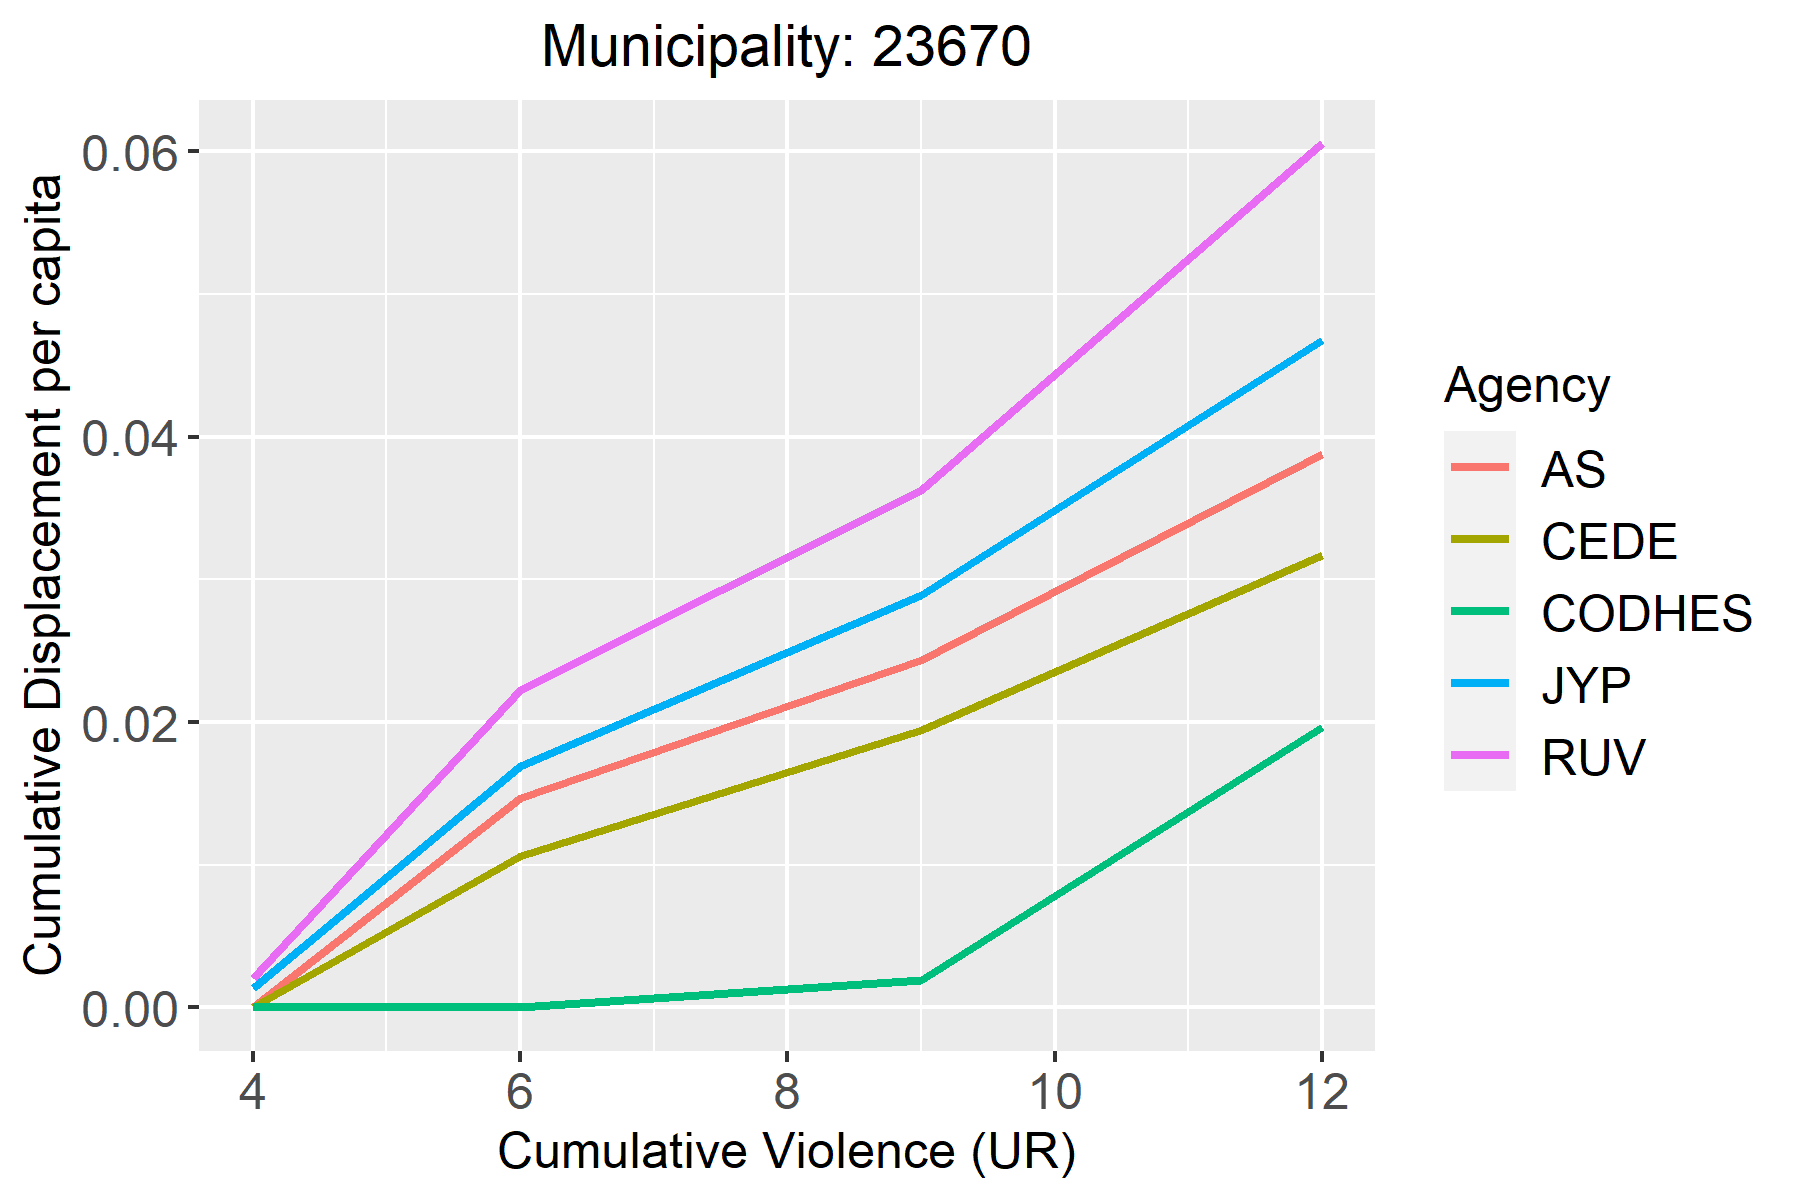 Municipality: 23670
Cumulative Displacement per capita
0.06
0.04
0.02
0.00
4 6 8 10 12
Cumulative Violence (UR)
Agency
AS
CEDE
CODHES
JYP
RUV